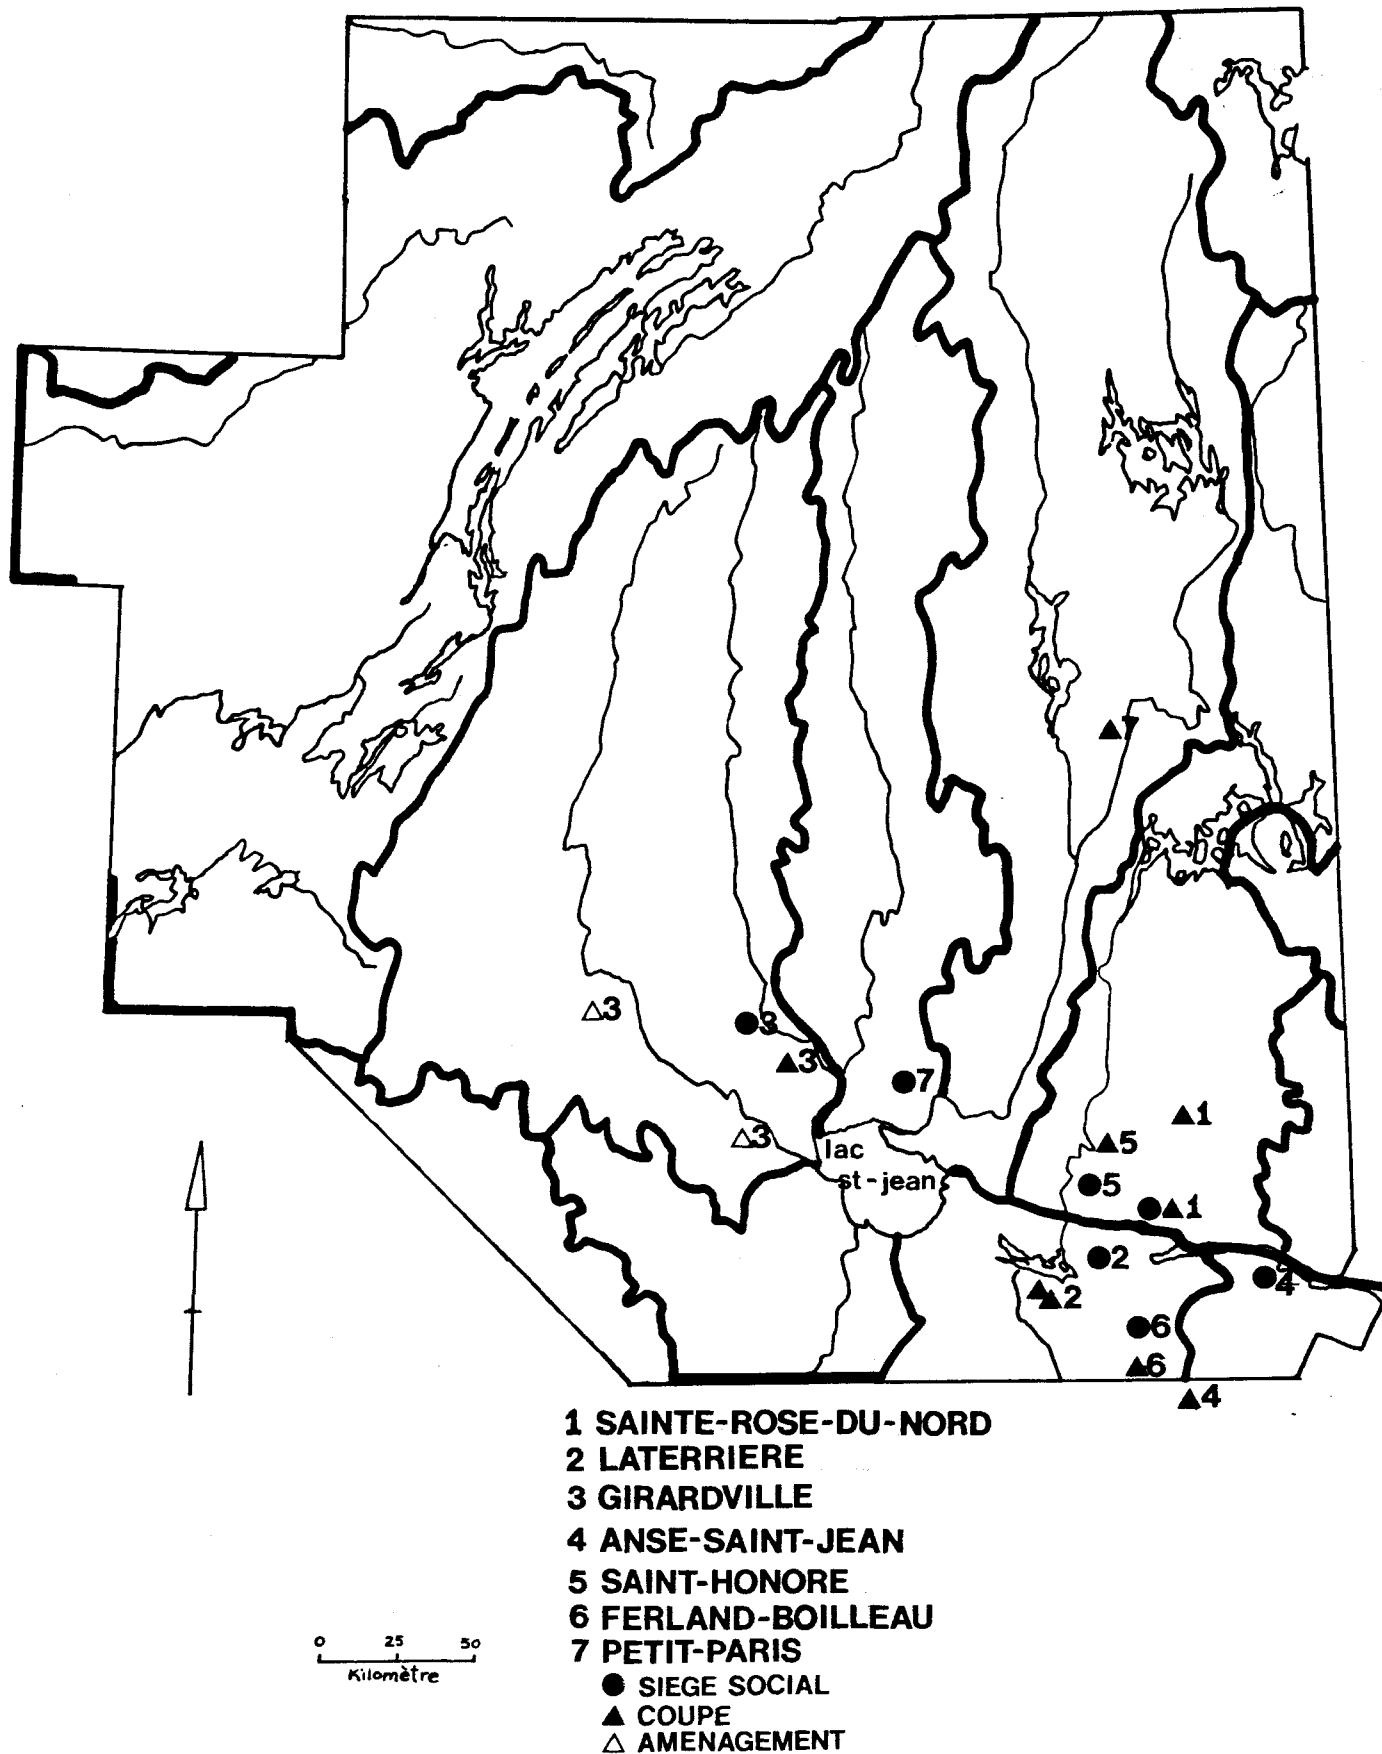 7
3
3
3
7
3
1
5
lac
st-jean
5
1
2
4
2
6
6
4
1 SAINTE-ROSE-DU-NORD
2 LATERRIERE
3 GIRARDVILLE
4 ANSE-SAINT-JEAN
5 SAINT-HONORE
6 FERLAND-BOILLEAU
7 PETIT-PARIS
0 25 50
Kilomètre
SIEGE SOCIAL
COUPE
AMENAGEMENT